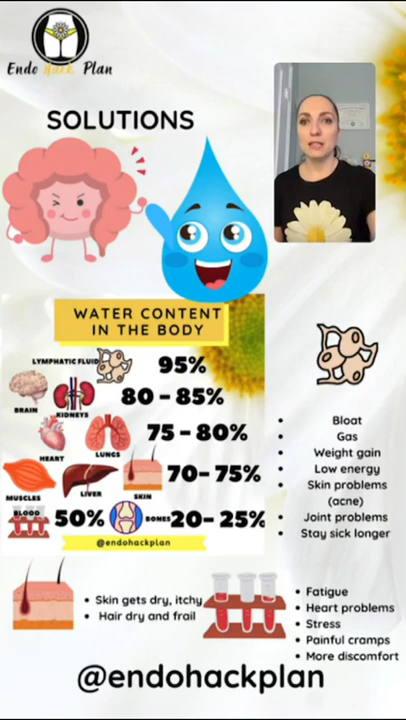 Endo Hack Plan
SOLUTIONS
WATER CONTENT
IN THE BODY
LYMPHATIC FLUID 95%
BRAIN KIDNEYS 80 - 85%
HEART LUNGS 75 - 80%
MUSCLES LIVER SKIN 70- 75%
BLOOD 50% BONES 20- 25%
@endohackplan
• Bloat
• Gas
• Weight gain
• Low energy
• Skin problems
(acne)
• Joint problems
• Stay sick longer
• Skin gets dry, itchy
• Hair dry and frail
• Fatigue
• Heart problems
• Stress
• Painful cramps
• More discomfort
@endohackplan